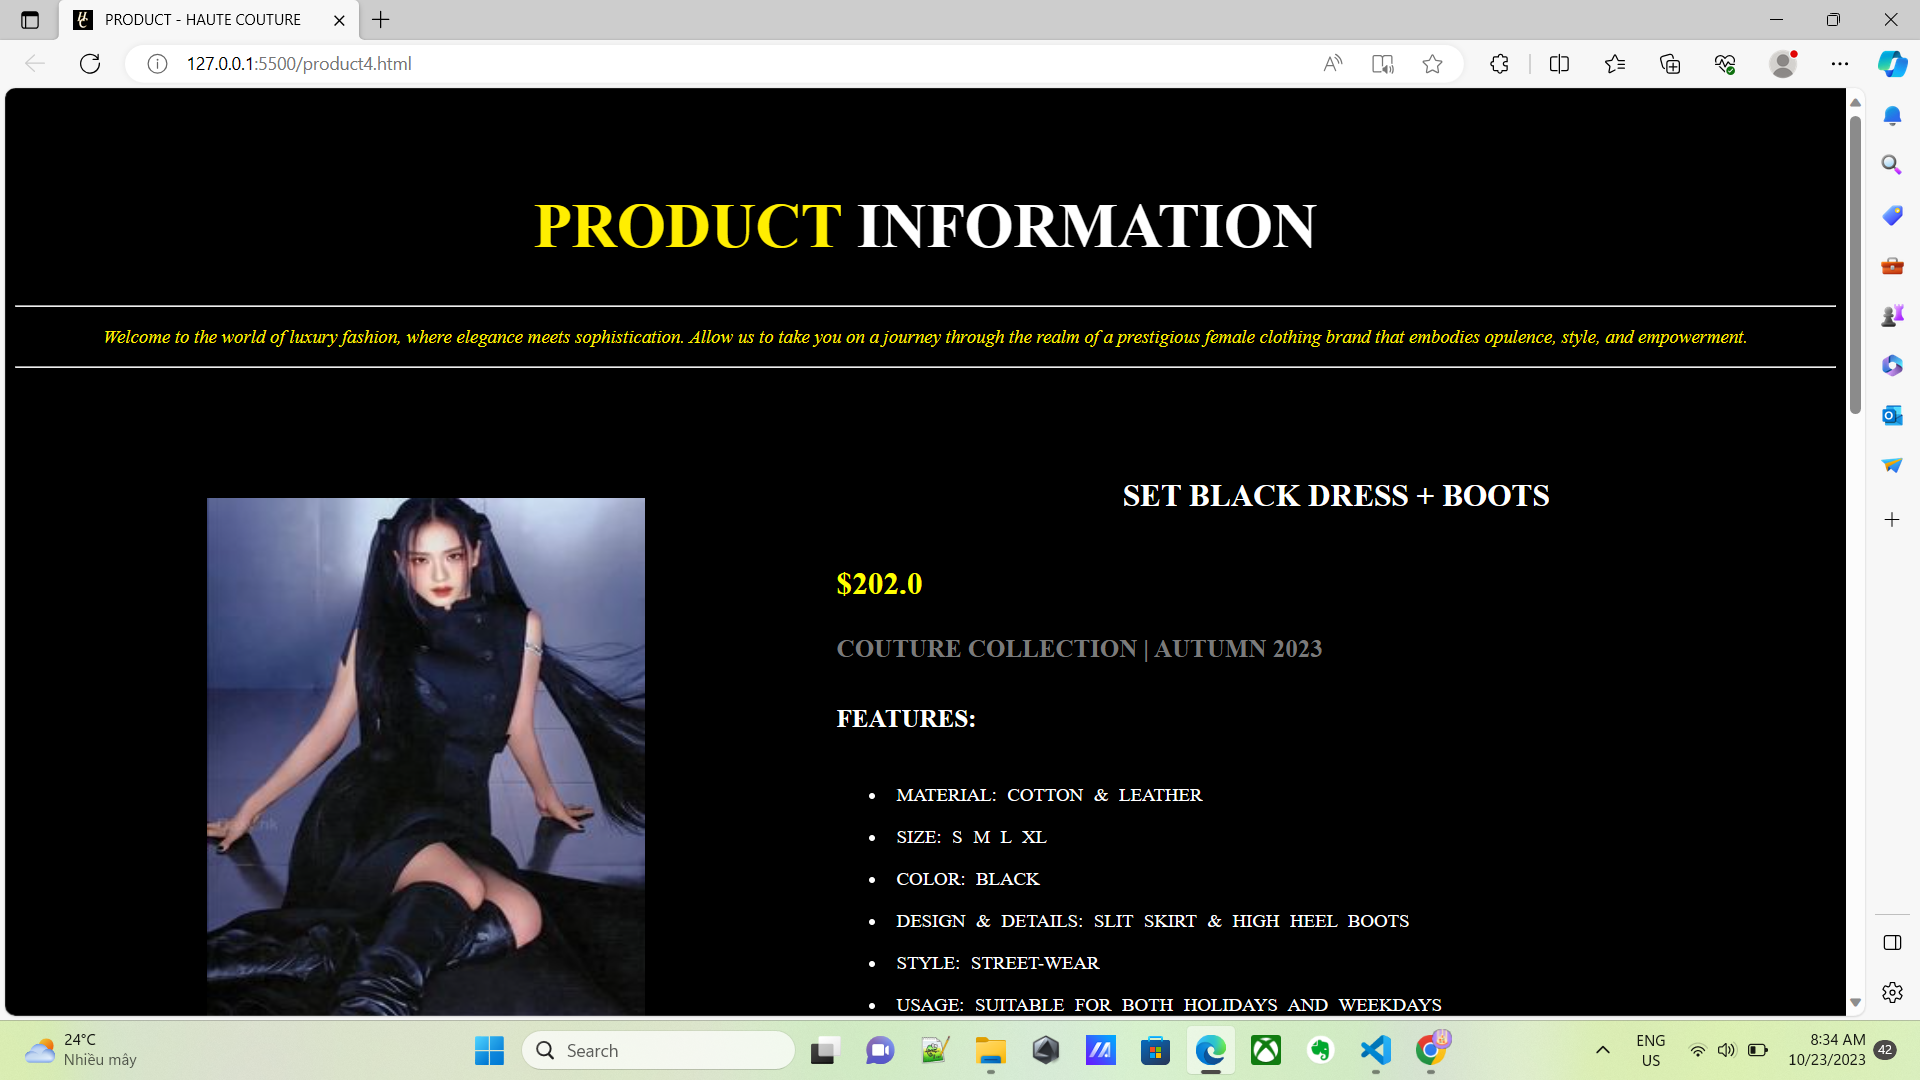 PRODUCT - HAUTE COUTURE
127.0.0.1:5500/product4.html
PRODUCT INFORMATION
Welcome to the world of luxury fashion, where elegance meets sophistication. Allow us to take you on a journey through the realm of a prestigious female clothing brand that embodies opulence, style, and empowerment.
SET BLACK DRESS + BOOTS
$202.0
COUTURE COLLECTION | AUTUMN 2023
FEATURES:
• MATERIAL: COTTON & LEATHER
• SIZE: S M L XL
• COLOR: BLACK
• DESIGN & DETAILS: SLIT SKIRT & HIGH HEEL BOOTS
• STYLE: STREET-WEAR
• USAGE: SUITABLE FOR BOTH HOLIDAYS AND WEEKDAYS
24°C
Nhiều mây
Search
ENG
US
8:34 AM
10/23/2023
42